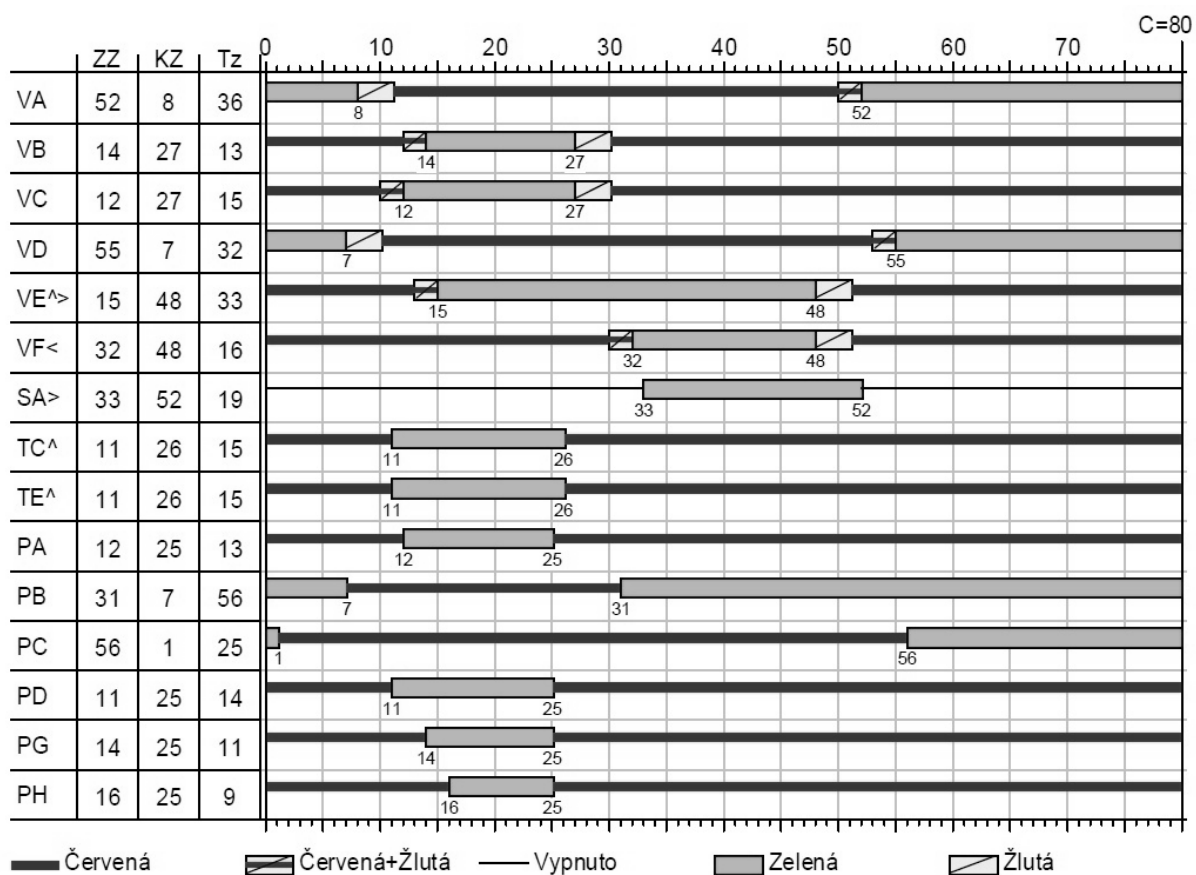 C=80
ZZ KZ Tz 0 10 20 30 40 50 60 70
VA 52 8 36
8 52
VB 14 27 13
14 27
VC 12 27 15
12 27
VD 55 7 32
7 55
VE^> 15 48 33
15 48
VF< 32 48 16
32 48
SA> 33 52 19
33 52
TC^ 11 26 15
11 26
TE^ 11 26 15
11 26
PA 12 25 13
12 25
PB 31 7 56
7 31
PC 56 1 25
1 56
PD 11 25 14
11 25
PG 14 25 11
14 25
PH 16 25 9
16 25
Červená Červená+Žlutá Vypnuto Zelená Žlutá